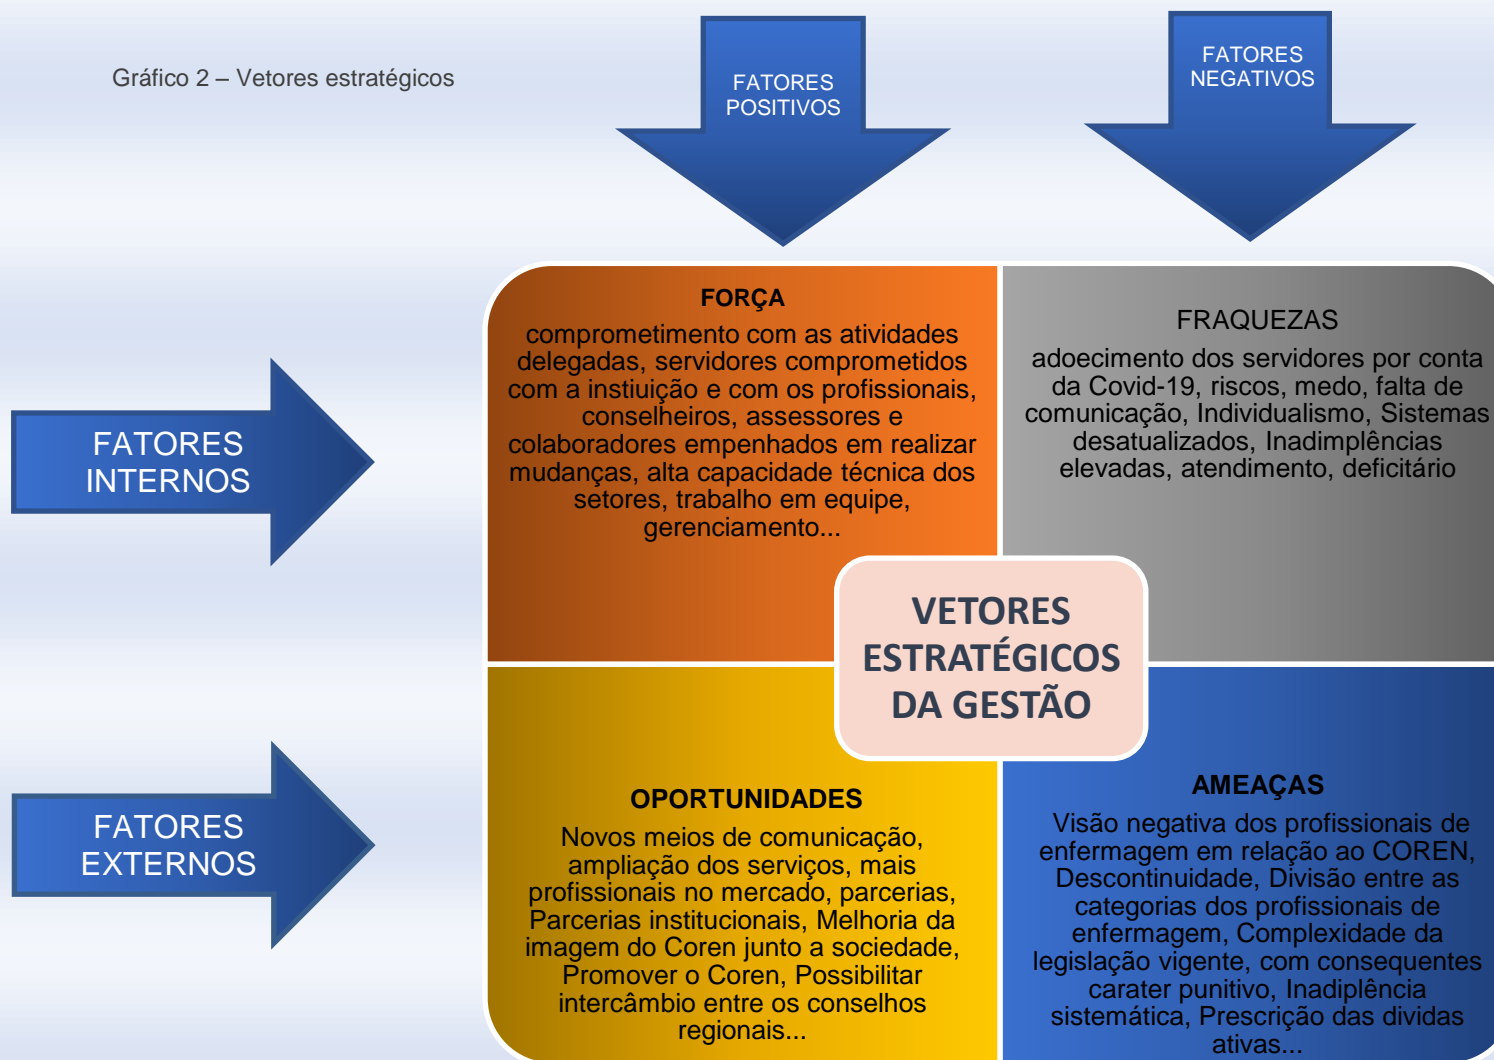 Gráfico 2 – Vetores estratégicos
FATORES
POSITIVOS
FATORES
NEGATIVOS
FATORES
INTERNOS
FORÇA
comprometimento com as atividades
delegadas, servidores comprometidos
com a instiuição e com os profissionais,
conselheiros, assessores e
colaboradores empenhados em realizar
mudanças, alta capacidade técnica dos
setores, trabalho em equipe,
gerenciamento...
FRAQUEZAS
adoecimento dos servidores por conta
da Covid-19, riscos, medo, falta de
comunicação, Individualismo, Sistemas
desatualizados, Inadimplências
elevadas, atendimento, deficitário
VETORES
ESTRATÉGICOS
DA GESTÃO
FATORES
EXTERNOS
OPORTUNIDADES
Novos meios de comunicação,
ampliação dos serviços, mais
profissionais no mercado, parcerias,
Parcerias institucionais, Melhoria da
imagem do Coren junto a sociedade,
Promover o Coren, Possibilitar
intercâmbio entre os conselhos
regionais...
AMEAÇAS
Visão negativa dos profissionais de
enfermagem em relação ao COREN,
Descontinuidade, Divisão entre as
categorias dos profissionais de
enfermagem, Complexidade da
legislação vigente, com consequentes
carater punitivo, Inadiplência
sistemática, Prescrição das dividas
ativas...